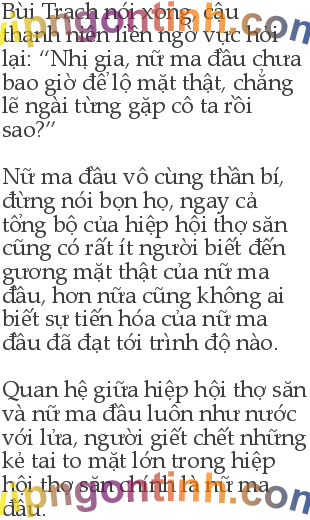 Bùi Trạch nói xong, cậu
thanh niên liền ngờ vực hỏi
lại: “Nhị gia, nữ ma đầu chưa
bao giờ để lộ mặt thật, chẳng
lẽ ngài từng gặp cô ta rồi
sao?”
Nữ ma đầu vô cùng thần bí,
đừng nói bọn họ, ngay cả
tổng bộ của hiệp hội thợ săn
cũng có rất ít người biết đến
gương mặt thật của nữ ma
đầu, hơn nữa cũng không ai
biết sự tiến hóa của nữ ma
đầu đã đạt tới trình độ nào.
Quan hệ giữa hiệp hội thợ săn
và nữ ma đầu luôn như nước
với lửa, người giết chết những
kẻ tai to mặt lớn trong hiệp
hội thợ săn chính là nữ ma
đầu.